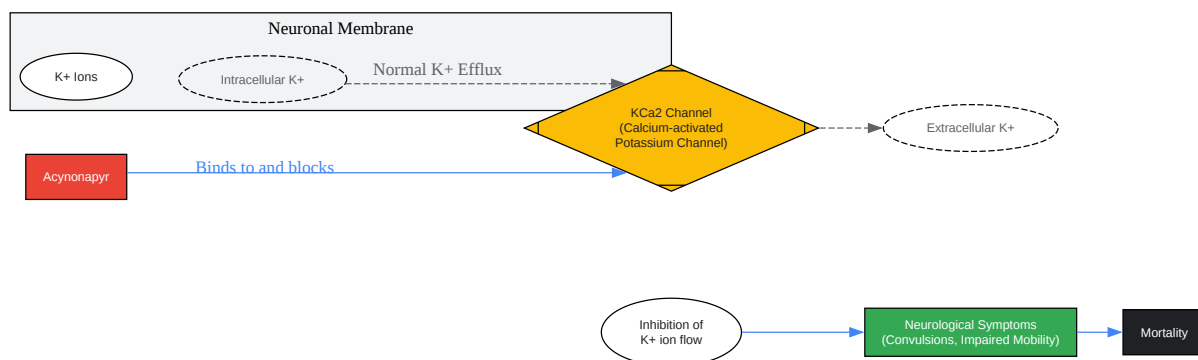 Neuronal Membrane
K+ Ions
Intracellular K+
Normal K+ Efflux
KCa2 Channel
(Calcium-activated
Potassium Channel)
Extracellular K+
Acynonapyr
Binds to and blocks
Inhibition of
K+ ion flow
Neurological Symptoms
(Convulsions, Impaired Mobility)
Mortality